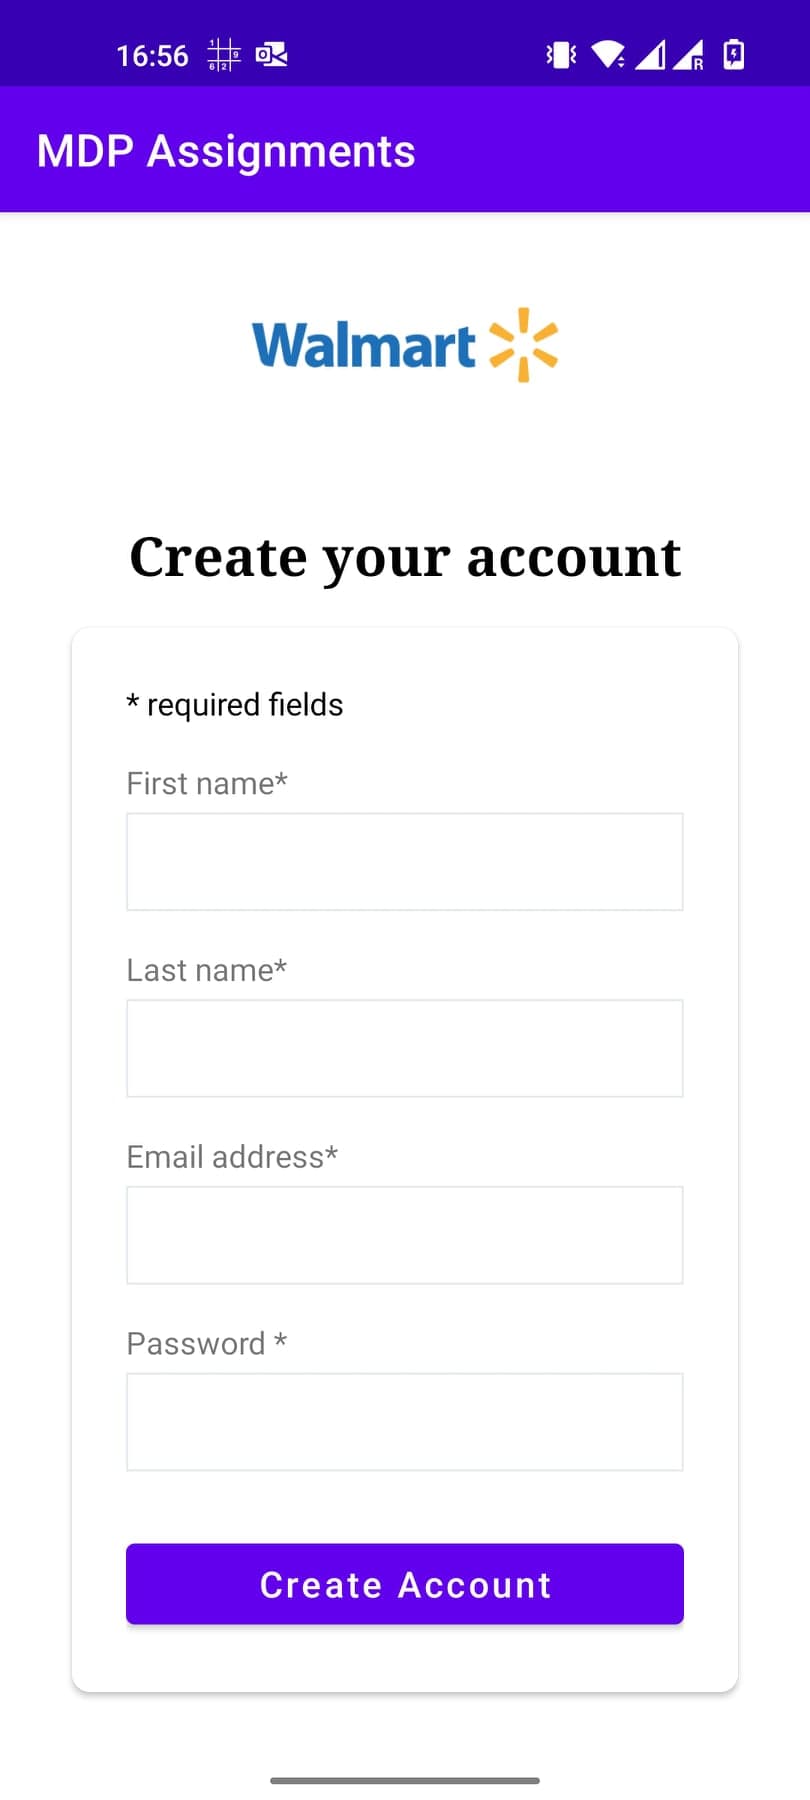 16:56
MDP Assignments
Walmart
Create your account
* required fields
First name*
Last name*
Email address*
Password *
Create Account